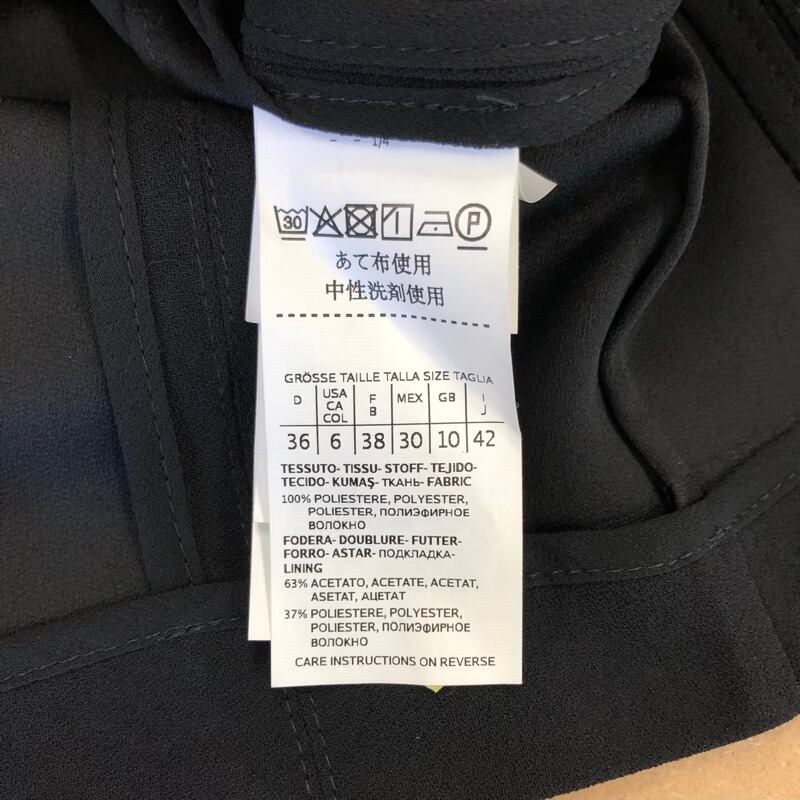 - - 1/4
30 P
あて布使用
中性洗剤使用
GRÖSSE TAILLE TALLA SIZE TAGLIA
D USA CA COL F B MEX GB I J
36 6 38 30 10 42
TESSUTO- TISSU- STOFF- TEJIDO-
TECIDO- KUMAŞ- ТКАНЬ- FABRIC
100% POLIESTERE, POLYESTER,
POLIESTER, ПОЛИЭФИРНОЕ
ВОЛОКНО
FODERA- DOUBLURE- FUTTER-
FORRO- ASTAR- ПОДКЛАДКА-
LINING
63% ACETATO, ACETATE, ACETAT,
ASETAT, АЦЕТАТ
37% POLIESTERE, POLYESTER,
POLIESTER, ПОЛИЭФИРНОЕ
ВОЛОКНО
CARE INSTRUCTIONS ON REVERSE